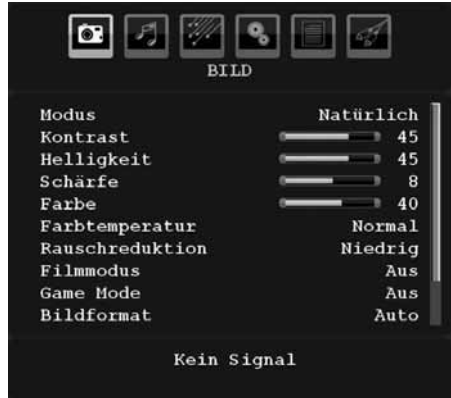 BILD
Modus Natürlich
Kontrast 45
Helligkeit 45
Schärfe 8
Farbe 40
Farbtemperatur Normal
Rauschreduktion Niedrig
Filmmodus Aus
Game Mode Aus
Bildformat Auto
Kein Signal